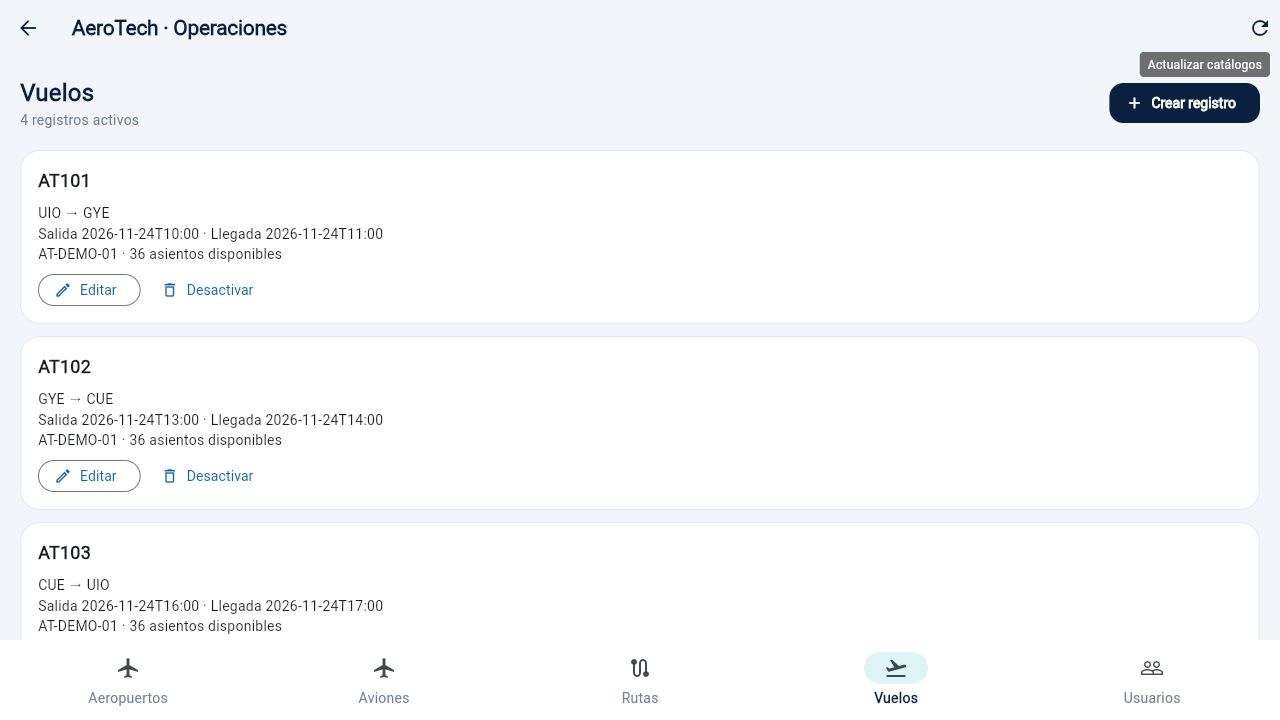 AeroTech · Operaciones
Actualizar catálogos
Vuelos
4 registros activos
Crear registro
AT101
UIO → GYE
Salida 2026-11-24T10:00 · Llegada 2026-11-24T11:00
AT-DEMO-01 · 36 asientos disponibles
Editar Desactivar
AT102
GYE → CUE
Salida 2026-11-24T13:00 · Llegada 2026-11-24T14:00
AT-DEMO-01 · 36 asientos disponibles
Editar Desactivar
AT103
CUE → UIO
Salida 2026-11-24T16:00 · Llegada 2026-11-24T17:00
AT-DEMO-01 · 36 asientos disponibles
Aeropuertos Aviones Rutas Vuelos Usuarios